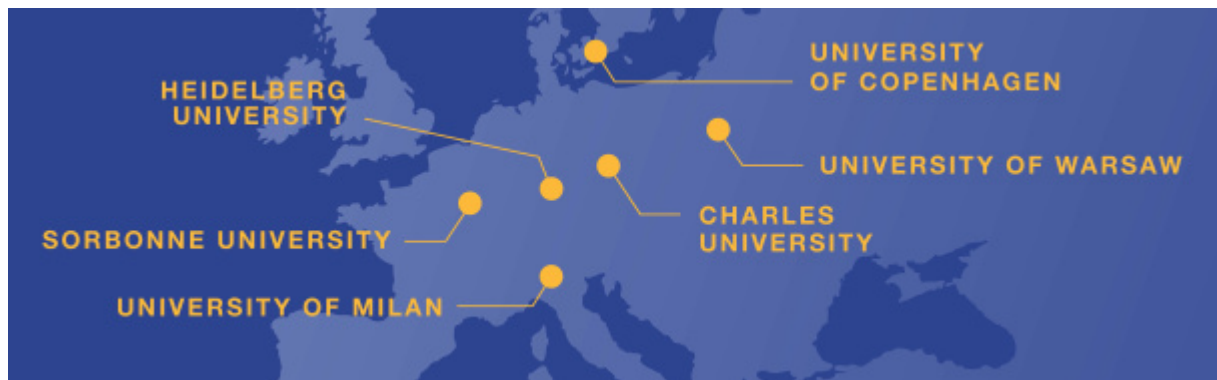 UNIVERSITY
OF COPENHAGEN
HEIDELBERG
UNIVERSITY
UNIVERSITY OF WARSAW
CHARLES
UNIVERSITY
SORBONNE UNIVERSITY
UNIVERSITY OF MILAN